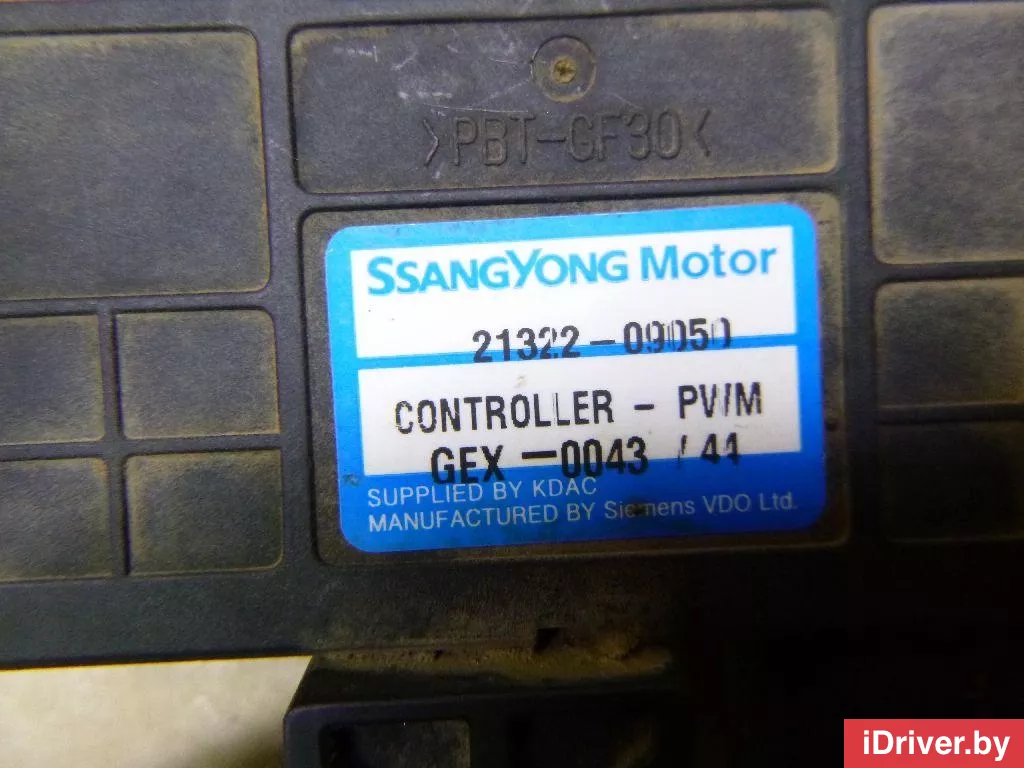 >PBT-GF30<
SSANGYONG Motor
21322-09050
CONTROLLER - PWM
GEX-0043 / 44
SUPPLIED BY KDAC
MANUFACTURED BY Siemens VDO Ltd.
iDriver.by